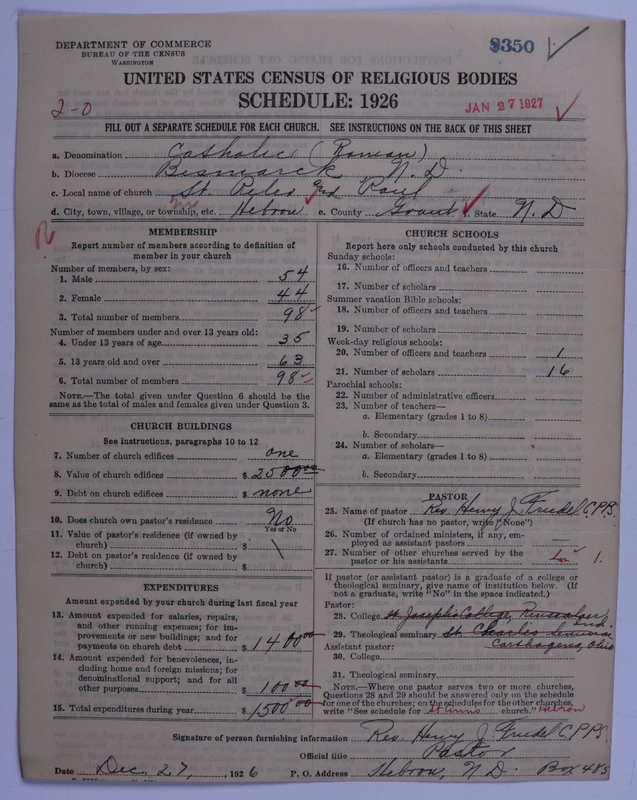 DEPARTMENT OF COMMERCE
BUREAU OF THE CENSUS
WASHINGTON
8350
UNITED STATES CENSUS OF RELIGIOUS BODIES
SCHEDULE: 1926
2-0
JAN 27 1927
FILL OUT A SEPARATE SCHEDULE FOR EACH CHURCH. SEE INSTRUCTIONS ON THE BACK OF THIS SHEET
a. Denomination Catholic (Roman)
b. Diocese Bismarck N. D.
c. Local name of church St. Peter and Paul
d. City, town, village, or township, etc. Hebron e. County Grant f. State N. D
R
MEMBERSHIP
Report number of members according to definition of member in your church
Number of members, by sex:
1. Male 54
2. Female 44
3. Total number of members 98
Number of members under and over 13 years old:
4. Under 13 years of age 35
5. 13 years old and over 63
6. Total number of members 98
NOTE.—The total given under Question 6 should be the same as the total of males and females given under Question 3.
CHURCH BUILDINGS
See instructions, paragraphs 10 to 12
7. Number of church edifices one
8. Value of church edifices $ 2500 00
9. Debt on church edifices $ none
10. Does church own pastor's residence No
Yes or No
11. Value of pastor's residence (if owned by church) $
12. Debt on pastor's residence (if owned by church) $
EXPENDITURES
Amount expended by your church during last fiscal year
13. Amount expended for salaries, repairs, and other running expenses; for improvements or new buildings; and for payments on church debt $ 1400 00
14. Amount expended for benevolences, including home and foreign missions; for denominational support; and for all other purposes $ 100 00
15. Total expenditures during year $ 1500 00
CHURCH SCHOOLS
Report here only schools conducted by this church
Sunday schools:
16. Number of officers and teachers
17. Number of scholars
Summer vacation Bible schools:
18. Number of officers and teachers
19. Number of scholars
Week-day religious schools:
20. Number of officers and teachers 1
21. Number of scholars 16
Parochial schools:
22. Number of administrative officers
23. Number of teachers—
a. Elementary (grades 1 to 8)
b. Secondary
24. Number of scholars—
a. Elementary (grades 1 to 8)
b. Secondary
PASTOR
25. Name of pastor Rev. Henry J. Friedel C.PP.S.
(If church has no pastor, write "None")
26. Number of ordained ministers, if any, employed as assistant pastors
27. Number of other churches served by the pastor or his assistants 1.
If pastor (or assistant pastor) is a graduate of a college or theological seminary, give name of institution below. (If not a graduate, write "No" in the space indicated.)
Pastor:
28. College St Joseph's College, Rensselaer, Ind.
29. Theological seminary St Charles Seminary
Carthagena, Ohio
Assistant pastor:
30. College
31. Theological seminary
NOTE.—Where one pastor serves two or more churches, Questions 28 and 29 should be answered only on the schedule for one of the churches; on the schedules for the other churches, write "See schedule for St Anns church." Hebron
Signature of person furnishing information Rev. Henry J. Friedel C.PP.S.
Official title Pastor
Date Dec. 27, 1926 P. O. Address Hebron, N. D. Box 485